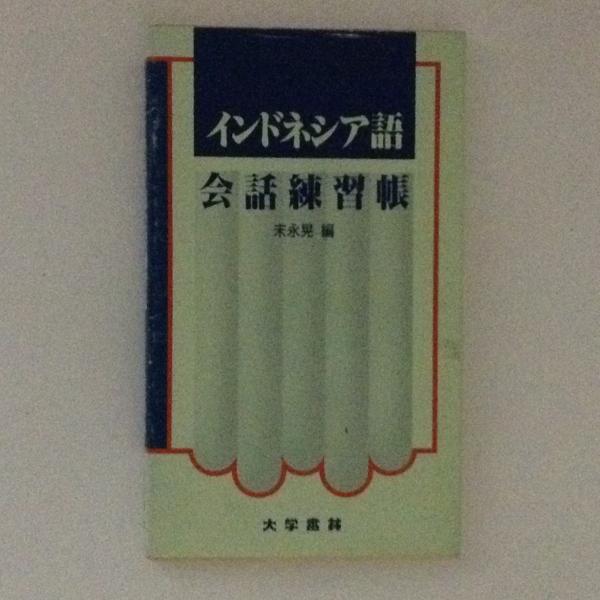 インドネシア語
会話練習帳
末永晃 編
大学書林